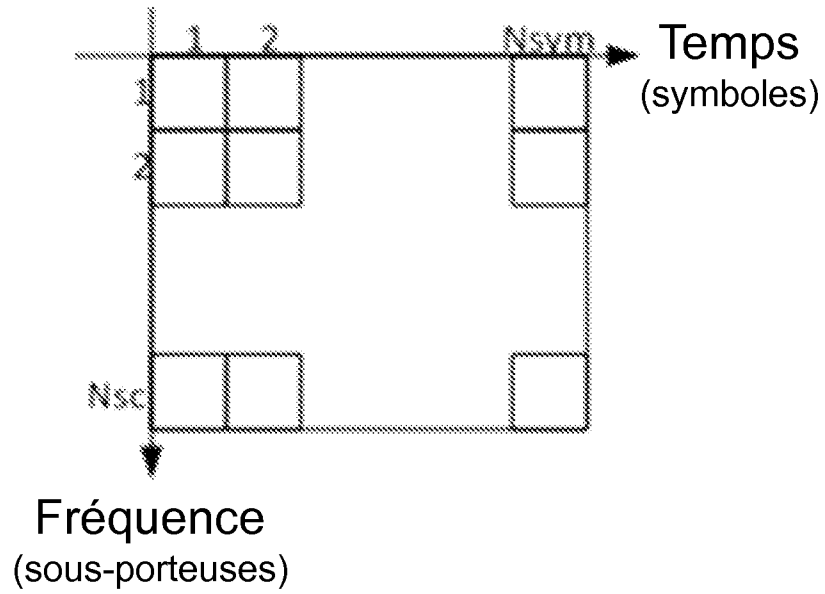 1 2 Nsym
Temps
(symboles)
1
2
Nsc
Fréquence
(sous-porteuses)